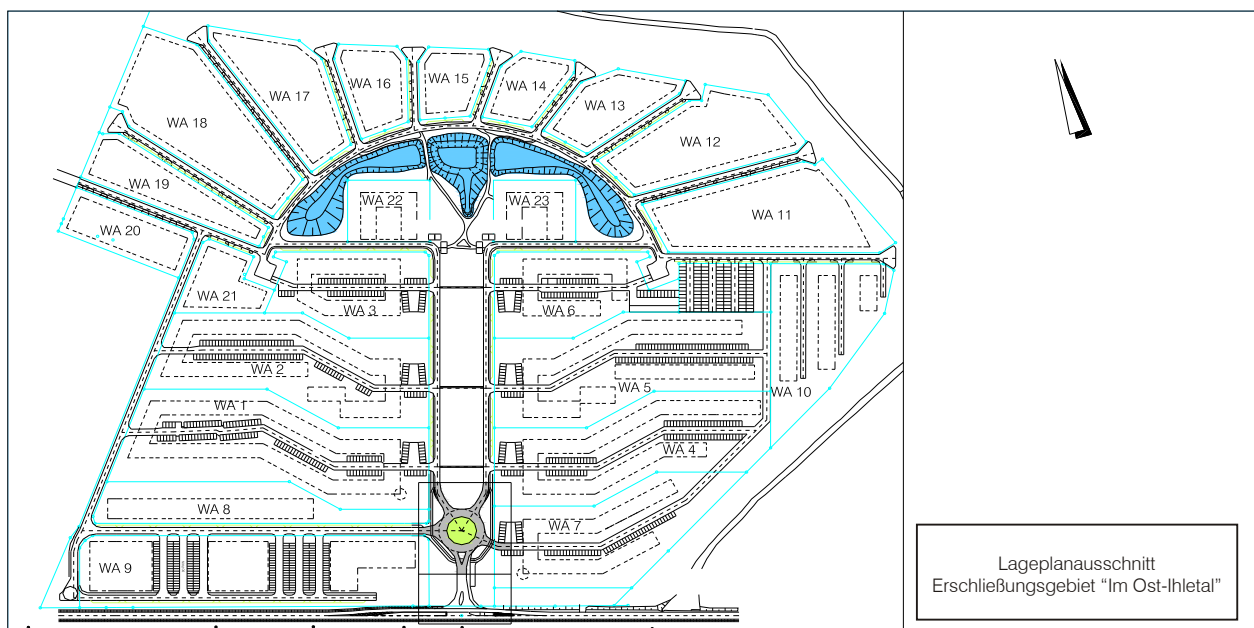 WA 15
WA 16
WA 14
WA 17
WA 13
WA 18
WA 12
WA 19
WA 11
WA 22
WA 23
WA 20
WA 21
WA 3
WA 6
WA 2
WA 5
WA 10
WA 1
WA 4
WA 8
WA 7
WA 9
Lageplanausschnitt
Erschließungsgebiet “Im Ost-Ihletal”